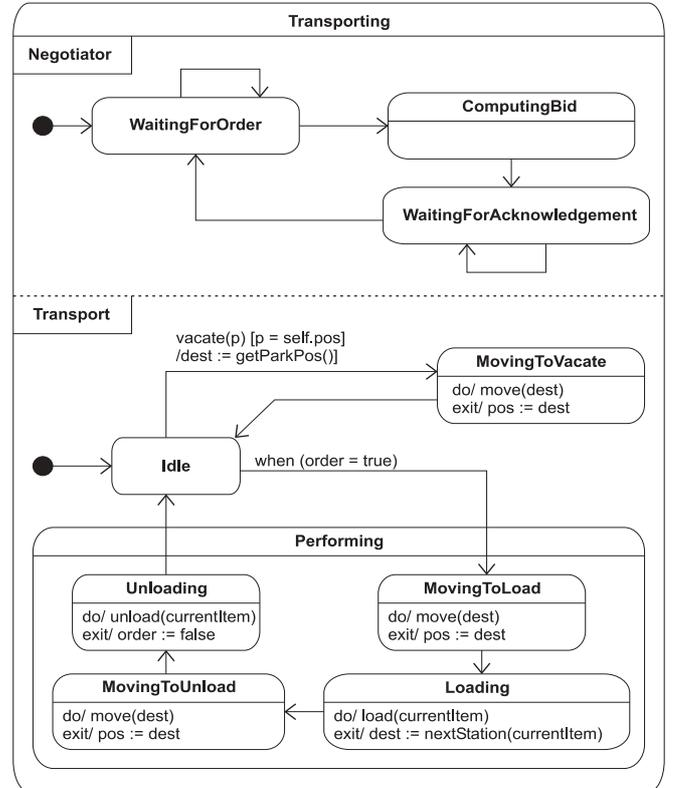 Transporting
Negotiator
WaitingForOrder
ComputingBid
WaitingForAcknowledgement
Transport
vacate(p) [p = self.pos]
/dest := getParkPos()]
MovingToVacate
do/ move(dest)
exit/ pos := dest
Idle
when (order = true)
Performing
Unloading
do/ unload(currentItem)
exit/ order := false
MovingToLoad
do/ move(dest)
exit/ pos := dest
MovingToUnload
do/ move(dest)
exit/ pos := dest
Loading
do/ load(currentItem)
exit/ dest := nextStation(currentItem)